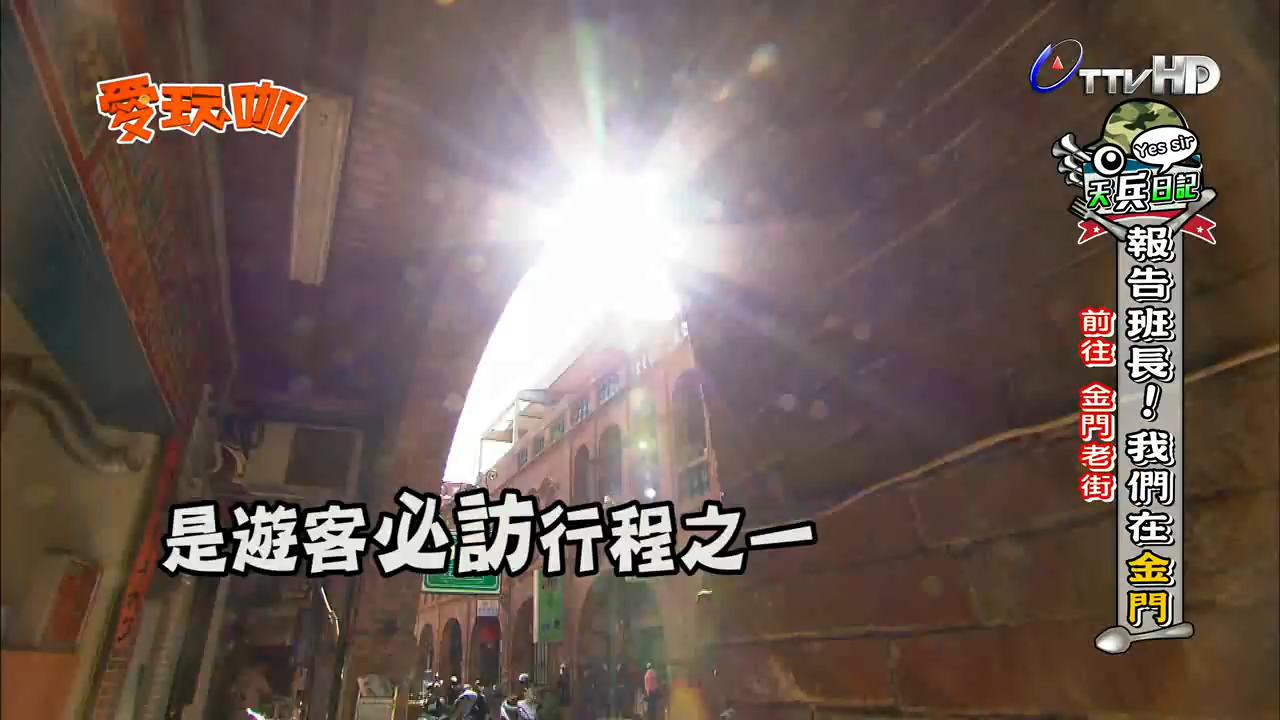 愛玩咖
TTV HD
Yes sir
天兵日記
報告班長！我們在金門
前往 金門老街
是遊客必訪行程之一